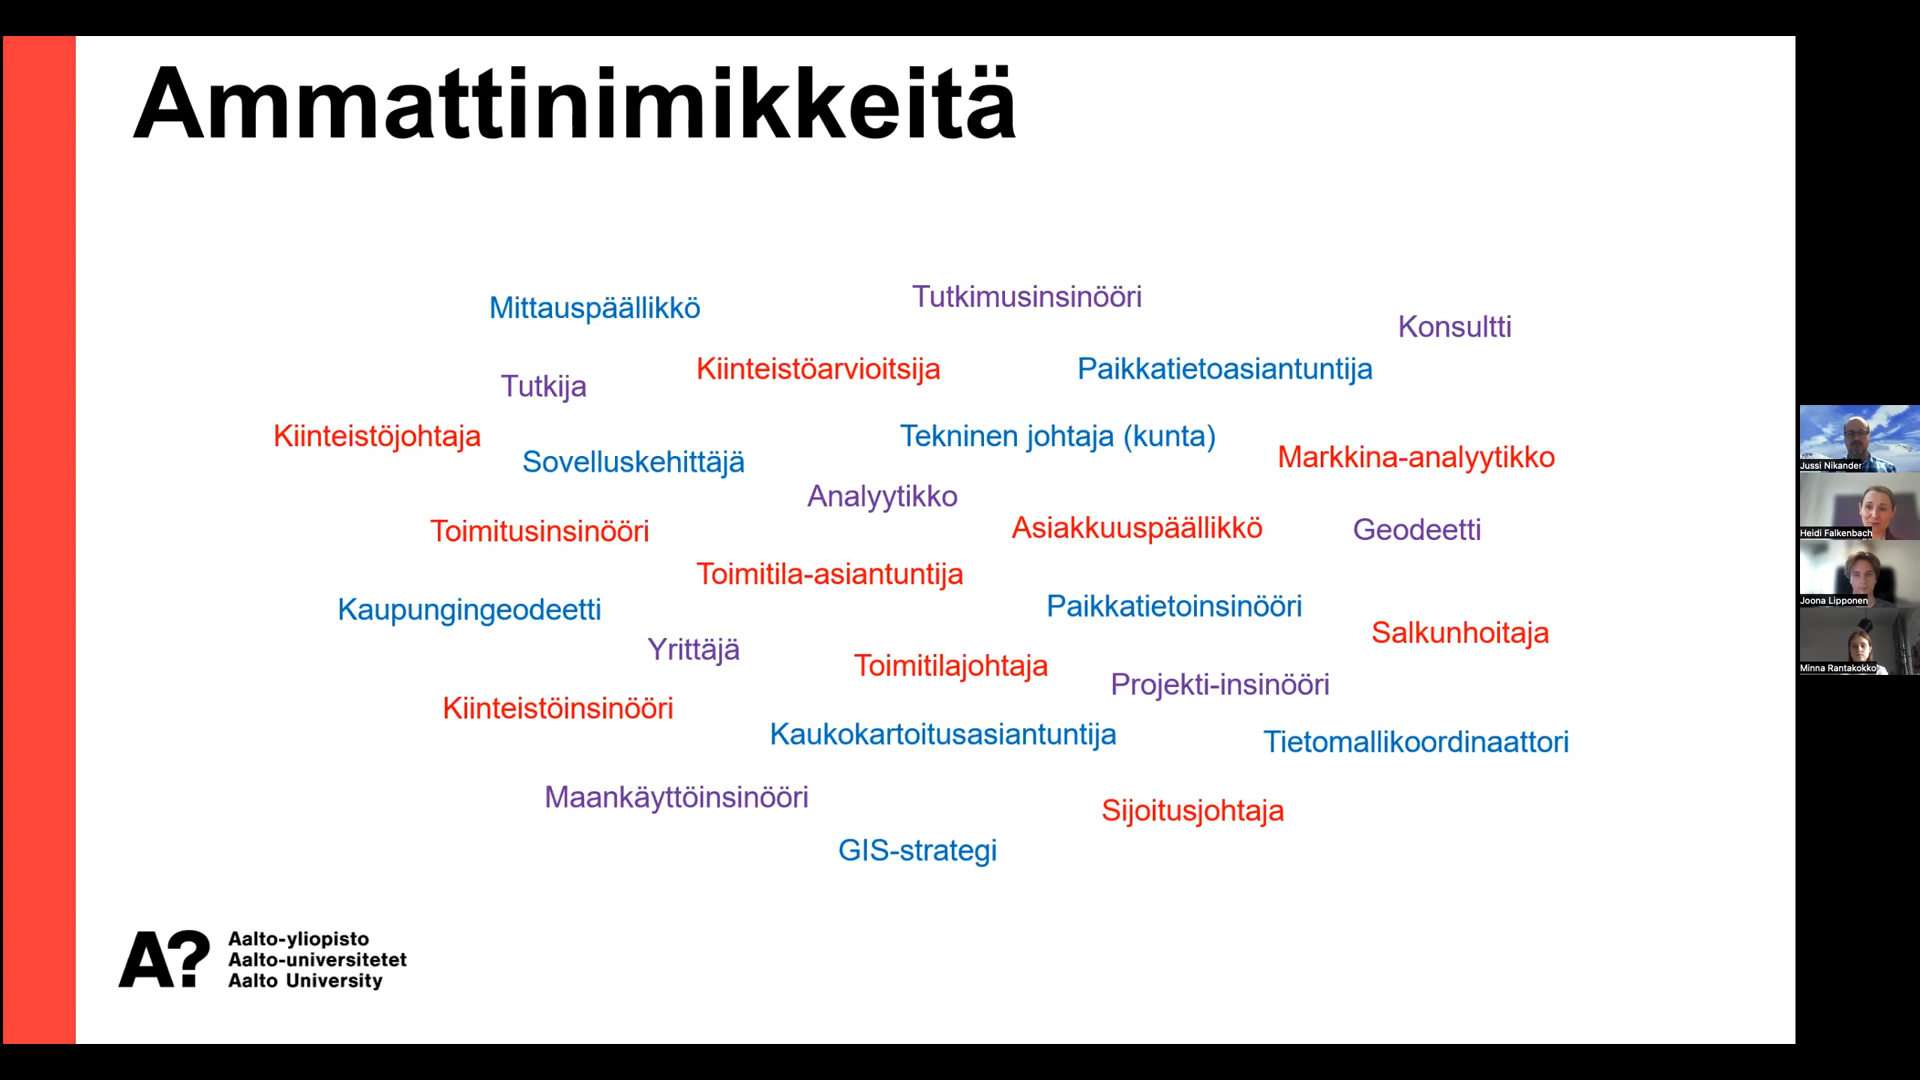 Ammattinimikkeitä
Mittauspäällikkö
Tutkimusinsinööri
Konsultti
Tutkija
Kiinteistöarvioitsija
Paikkatietoasiantuntija
Kiinteistöjohtaja
Sovelluskehittäjä
Tekninen johtaja (kunta)
Markkina-analyytikko
Analyytikko
Toimitusinsinööri
Asiakkuuspäällikkö
Geodeetti
Toimitila-asiantuntija
Kaupungingeodeetti
Paikkatietoinsinööri
Yrittäjä
Salkunhoitaja
Toimitilajohtaja
Projekti-insinööri
Kiinteistöinsinööri
Kaukokartoitusasiantuntija
Tietomallikoordinaattori
Maankäyttöinsinööri
Sijoitusjohtaja
GIS-strategi
A?
Aalto-yliopisto
Aalto-universitetet
Aalto University
Jussi Nikander
Heidi Falkenbach
Joona Lipponen
Minna Rantakokko